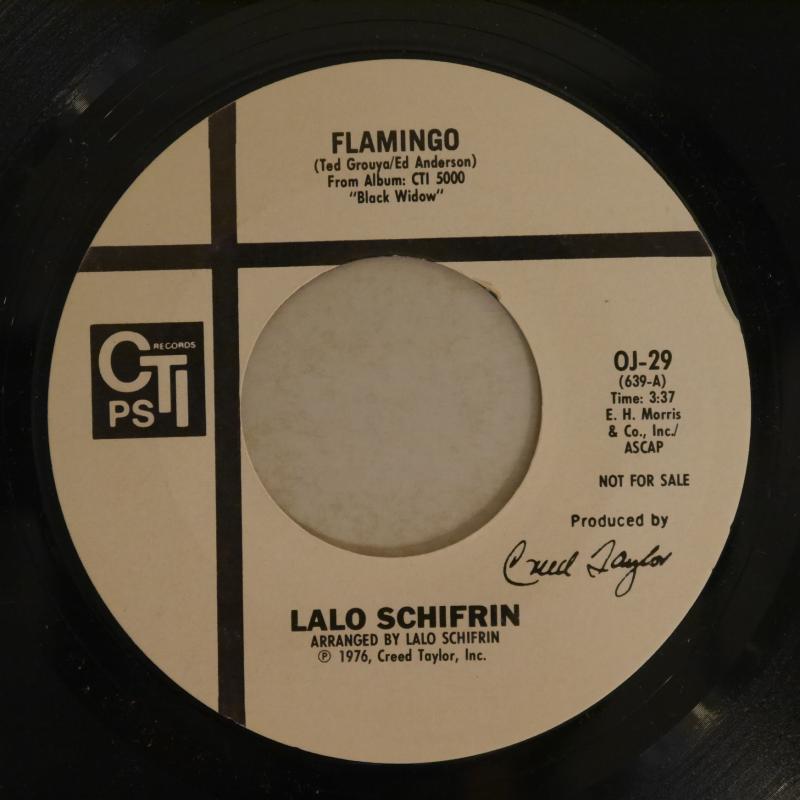 FLAMINGO
(Ted Grouya/Ed Anderson)
From Album: CTI 5000
"Black Widow"
CTI RECORDS
PS
OJ-29
(639-A)
Time: 3:37
E. H. Morris
& Co., Inc./
ASCAP
NOT FOR SALE
Produced by
Creed Taylor
LALO SCHIFRIN
ARRANGED BY LALO SCHIFRIN
℗ 1976, Creed Taylor, Inc.